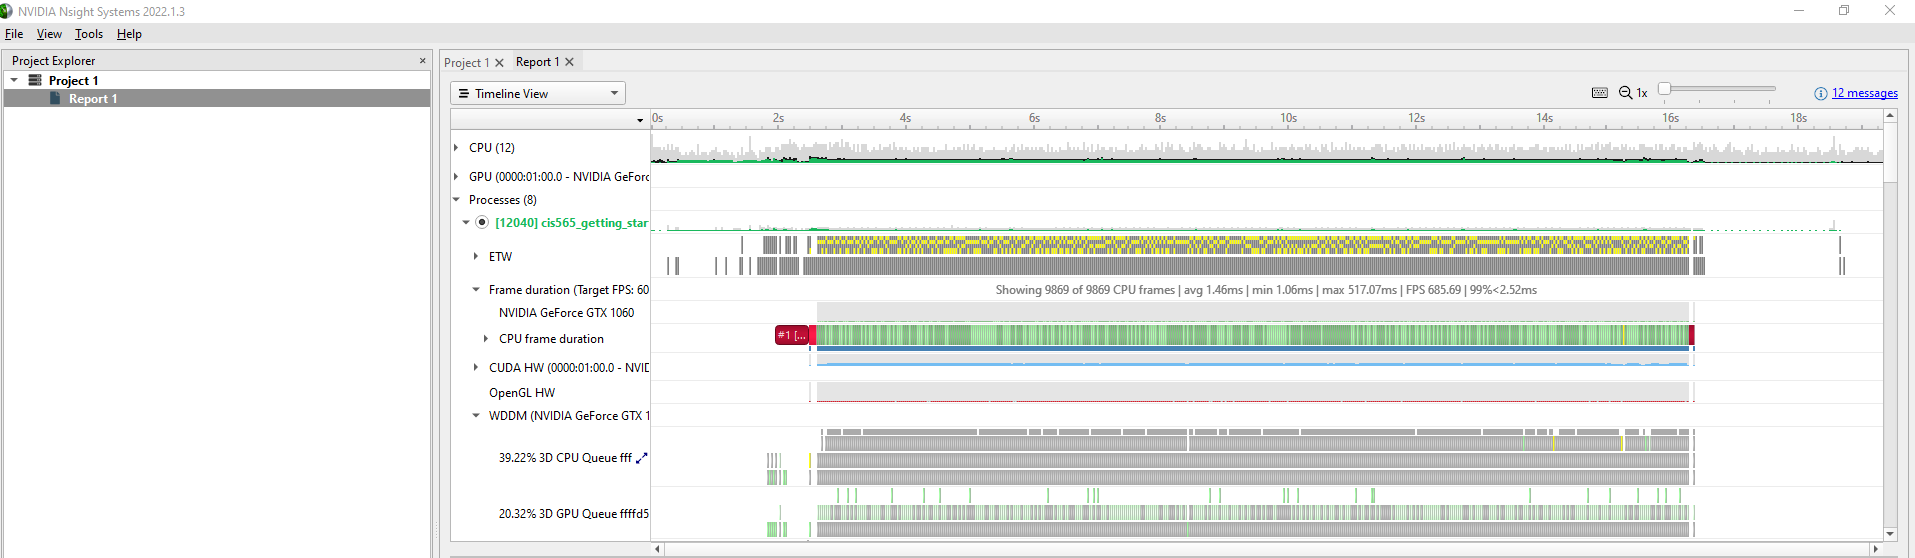 NVIDIA Nsight Systems 2022.1.3
File View Tools Help
Project Explorer
Project 1
Report 1
Project 1 Report 1
Timeline View
1x
12 messages
0s 2s 4s 6s 8s 10s 12s 14s 16s 18s
CPU (12)
GPU (0000:01:00.0 - NVIDIA GeForc
Processes (8)
[12040] cis565_getting_star
ETW
Frame duration (Target FPS: 60
Showing 9869 of 9869 CPU frames | avg 1.46ms | min 1.06ms | max 517.07ms | FPS 685.69 | 99%<2.52ms
NVIDIA GeForce GTX 1060
CPU frame duration
#1 [...
CUDA HW (0000:01:00.0 - NVID
OpenGL HW
WDDM (NVIDIA GeForce GTX 1
39.22% 3D CPU Queue fff
20.32% 3D GPU Queue ffffd5